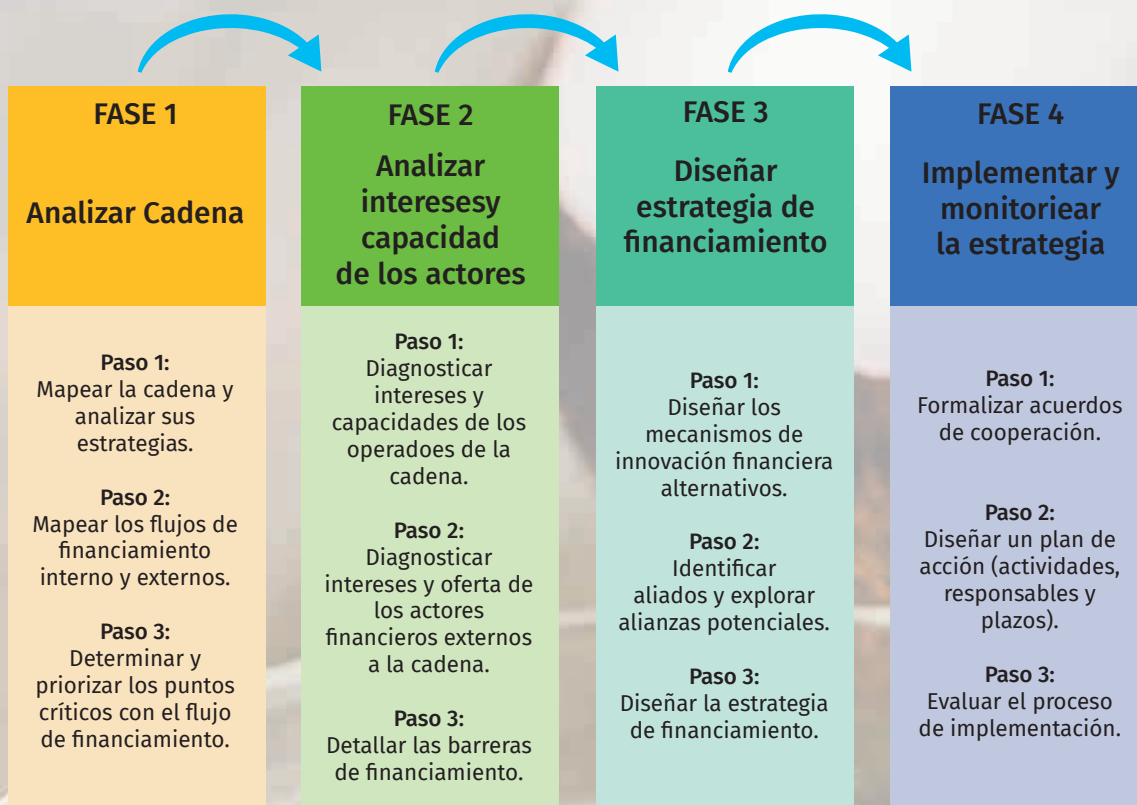 FASE 1
Analizar Cadena
Paso 1:
Mapear la cadena y
analizar sus
estrategias.
Paso 2:
Mapear los flujos de
financiamiento
interno y externos.
Paso 3:
Determinar y
priorizar los puntos
críticos con el flujo
de financiamiento.
FASE 2
Analizar
interesesy
capacidad
de los actores
Paso 1:
Diagnosticar
intereses y
capacidades de los
operadoes de la
cadena.
Paso 2:
Diagnosticar
intereses y oferta de
los actores
financieros externos
a la cadena.
Paso 3:
Detallar las barreras
de financiamiento.
FASE 3
Diseñar
estrategia de
financiamiento
Paso 1:
Diseñar los
mecanismos de
innovación financiera
alternativos.
Paso 2:
Identificar
aliados y explorar
alianzas potenciales.
Paso 3:
Diseñar la estrategia
de financiamiento.
FASE 4
Implementar y
monitoriear
la estrategia
Paso 1:
Formalizar acuerdos
de cooperación.
Paso 2:
Diseñar un plan de
acción (actividades,
responsables y
plazos).
Paso 3:
Evaluar el proceso
de implementación.